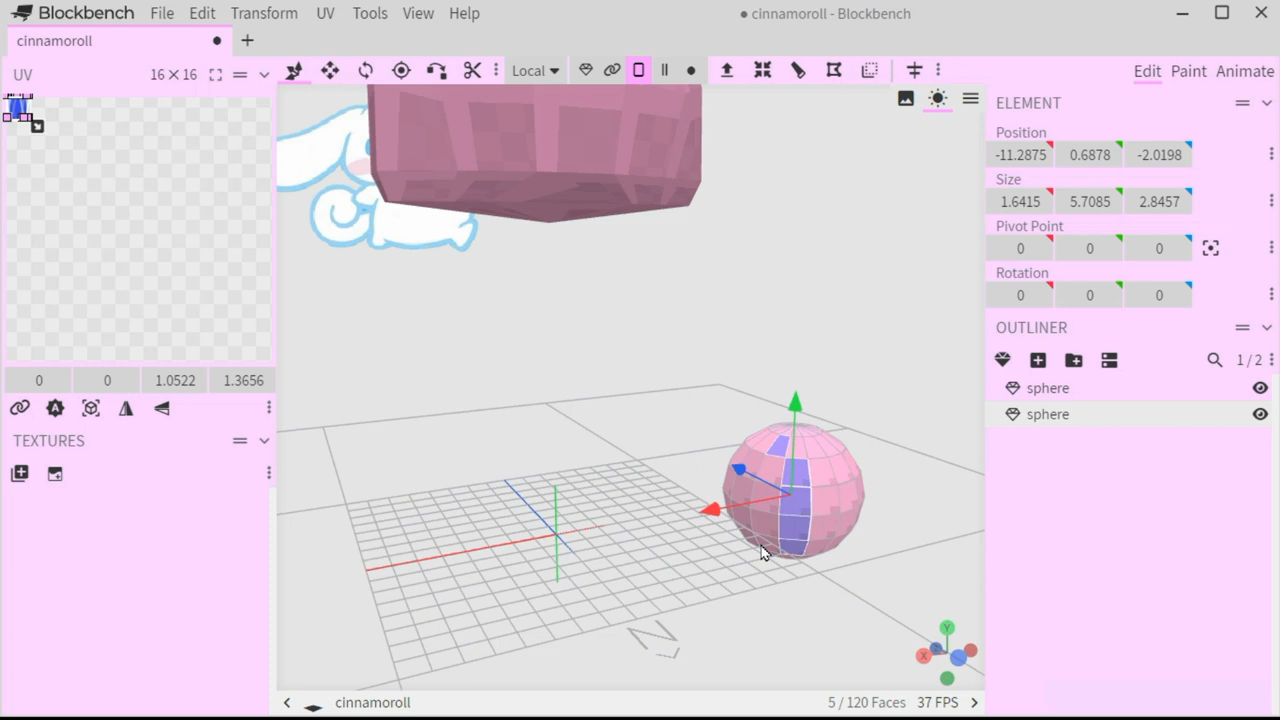 Blockbench File Edit Transform UV Tools View Help
● cinnamoroll - Blockbench
cinnamoroll
UV 16×16
Local
Edit Paint Animate
ELEMENT
Position
-11.2875 0.6878 -2.0198
Size
1.6415 5.7085 2.8457
Pivot Point
0 0 0
Rotation
0 0 0
OUTLINER
1/2
sphere
sphere
0 0 1.0522 1.3656
TEXTURES
N
Y
X
cinnamoroll
5 / 120 Faces 37 FPS